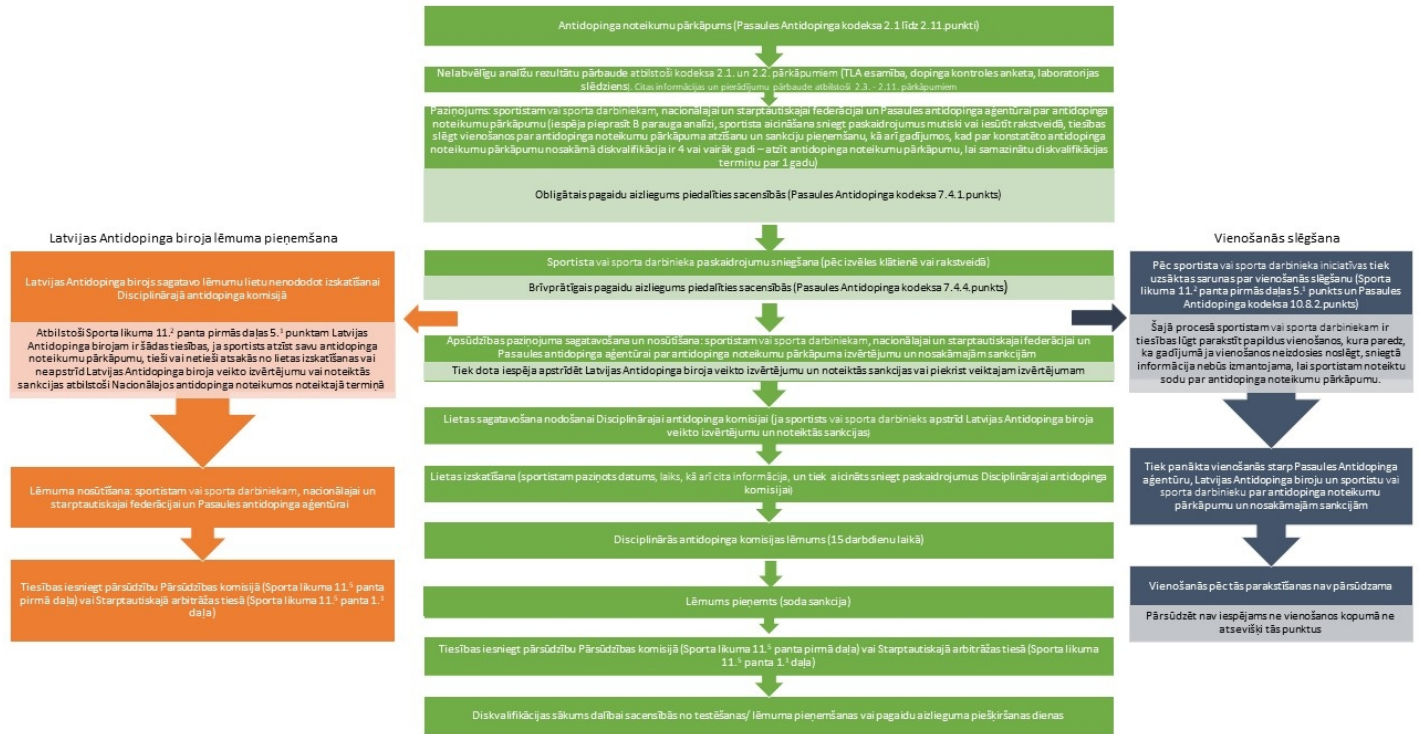 Antidopinga noteikumu pārkāpums (Pasaules Antidopinga kodeksa 2.1 līdz 2.11.punkti)
Nelabvēlīgu analīžu rezultātu pārbaude atbilstoši kodeksa 2.1. un 2.2. pārkāpumiem (TLA esamība, dopinga kontroles anketa, laboratorijas
slēdziens). Citas informācijas un pierādījumu pārbaude atbilstoši 2.3. - 2.11. pārkāpumiem
Paziņojums: sportistam vai sporta darbiniekam, nacionālajai un starptautiskajai federācijai un Pasaules antidopinga aģentūrai par antidopinga
noteikumu pārkāpumu (iespēja pieprasīt B parauga analīzi, sportista aicināšana sniegt paskaidrojumus mutiski vai iesūtīt rakstveidā, tiesības
slēgt vienošanos par antidopinga noteikumu pārkāpuma atzīšanu un sankciju pieņemšanu, kā arī gadījumos, kad par konstatēto antidopinga
noteikumu pārkāpumu nosakāmā diskvalifikācija ir 4 vai vairāk gadi – atzīt antidopinga noteikumu pārkāpumu, lai samazinātu diskvalifikācijas
termiņu par 1 gadu)
Obligātais pagaidu aizliegums piedalīties sacensībās (Pasaules Antidopinga kodeksa 7.4.1.punkts)
Sportista vai sporta darbinieka paskaidrojumu sniegšana (pēc izvēles klātienē vai rakstveidā)
Brīvprātīgais pagaidu aizliegums piedalīties sacensībās (Pasaules Antidopinga kodeksa 7.4.4.punkts)
Apsūdzības paziņojuma sagatavošana un nosūtīšana: sportistam vai sporta darbiniekam, nacionālajai un starptautiskajai federācijai un
Pasaules antidopinga aģentūrai par antidopinga noteikumu pārkāpuma izvērtējumu un nosakāmajām sankcijām
Tiek dota iespēja apstrīdēt Latvijas Antidopinga biroja veikto izvērtējumu un noteiktās sankcijas vai piekrist veiktajam izvērtējumam
Lietas sagatavošana nodošanai Disciplinārajai antidopinga komisijai (ja sportists vai sporta darbinieks apstrīd Latvijas Antidopinga biroja
veikto izvērtējumu un noteiktās sankcijas)
Lietas izskatīšana (sportistam paziņots datums, laiks, kā arī cita informācija, un tiek aicināts sniegt paskaidrojumus Disciplinārajai antidopinga
komisijai)
Disciplinārās antidopinga komisijas lēmums (15 darbdienu laikā)
Lēmums pieņemts (soda sankcija)
Tiesības iesniegt pārsūdzību Pārsūdzības komisijā (Sporta likuma 11.⁵ panta pirmā daļa) vai Starptautiskajā arbitrāžas tiesā (Sporta likuma
11.⁵ panta 1.¹ daļa)
Diskvalifikācijas sākums dalībai sacensībās no testēšanas/ lēmuma pieņemšanas vai pagaidu aizlieguma piešķiršanas dienas
Latvijas Antidopinga biroja lēmuma pieņemšana
Latvijas Antidopinga birojs sagatavo lēmumu lietu nenododot izskatīšanai
Disciplinārajā antidopinga komisijā
Atbilstoši Sporta likuma 11.² panta pirmās daļas 5.¹ punktam Latvijas
Antidopinga birojam ir šādas tiesības, ja sportists atzīst savu antidopinga
noteikumu pārkāpumu, tieši vai netieši atsakās no lietas izskatīšanas vai
neapstrīd Latvijas Antidopinga biroja veikto izvērtējumu vai noteiktās
sankcijas atbilstoši Nacionālajos antidopinga noteikumos noteiktajā termiņā
Lēmuma nosūtīšana: sportistam vai sporta darbiniekam, nacionālajai un
starptautiskajai federācijai un Pasaules antidopinga aģentūrai
Tiesības iesniegt pārsūdzību Pārsūdzības komisijā (Sporta likuma 11.⁵ panta
pirmā daļa) vai Starptautiskajā arbitrāžas tiesā (Sporta likuma 11.⁵ panta 1.¹
daļa)
Vienošanās slēgšana
Pēc sportista vai sporta darbinieka iniciatīvas tiek
uzsāktas sarunas par vienošanās slēgšanu (Sporta
likuma 11.² panta pirmās daļas 5.¹ punkts un Pasaules
Antidopinga kodeksa 10.8.2.punkts)
Šajā procesā sportistam vai sporta darbiniekam ir
tiesības lūgt parakstīt papildus vienošanos, kura paredz,
ka gadījumā ja vienošanos neizdosies noslēgt, sniegtā
informācija nebūs izmantojama, lai sportistam noteiktu
sodu par antidopinga noteikumu pārkāpumu.
Tiek panākta vienošanās starp Pasaules Antidopinga
aģentūru, Latvijas Antidopinga biroju un sportistu vai
sporta darbinieku par antidopinga noteikumu
pārkāpumu un nosakāmajām sankcijām
Vienošanās pēc tās parakstīšanas nav pārsūdzama
Pārsūdzēt nav iespējams ne vienošanos kopumā ne
atsevišķi tās punktus